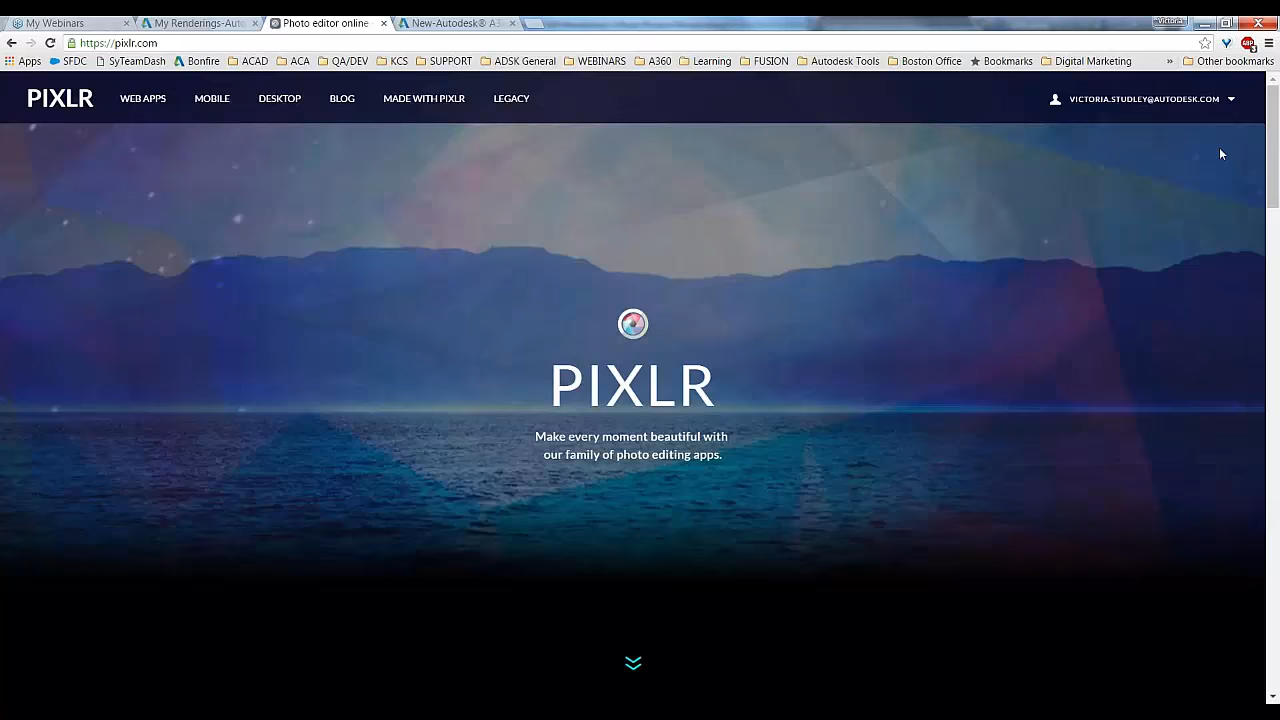 My Webinars
My Renderings-Auto
Photo editor online
New-Autodesk® A3
Victoria
https://pixlr.com
Apps SFDC SyTeamDash Bonfire ACAD ACA QA/DEV KCS SUPPORT ADSK General WEBINARS A360 Learning FUSION Autodesk Tools Boston Office Bookmarks Digital Marketing » Other bookmarks
PIXLR WEB APPS MOBILE DESKTOP BLOG MADE WITH PIXLR LEGACY VICTORIA.STUDLEY@AUTODESK.COM
PIXLR
Make every moment beautiful with
our family of photo editing apps.